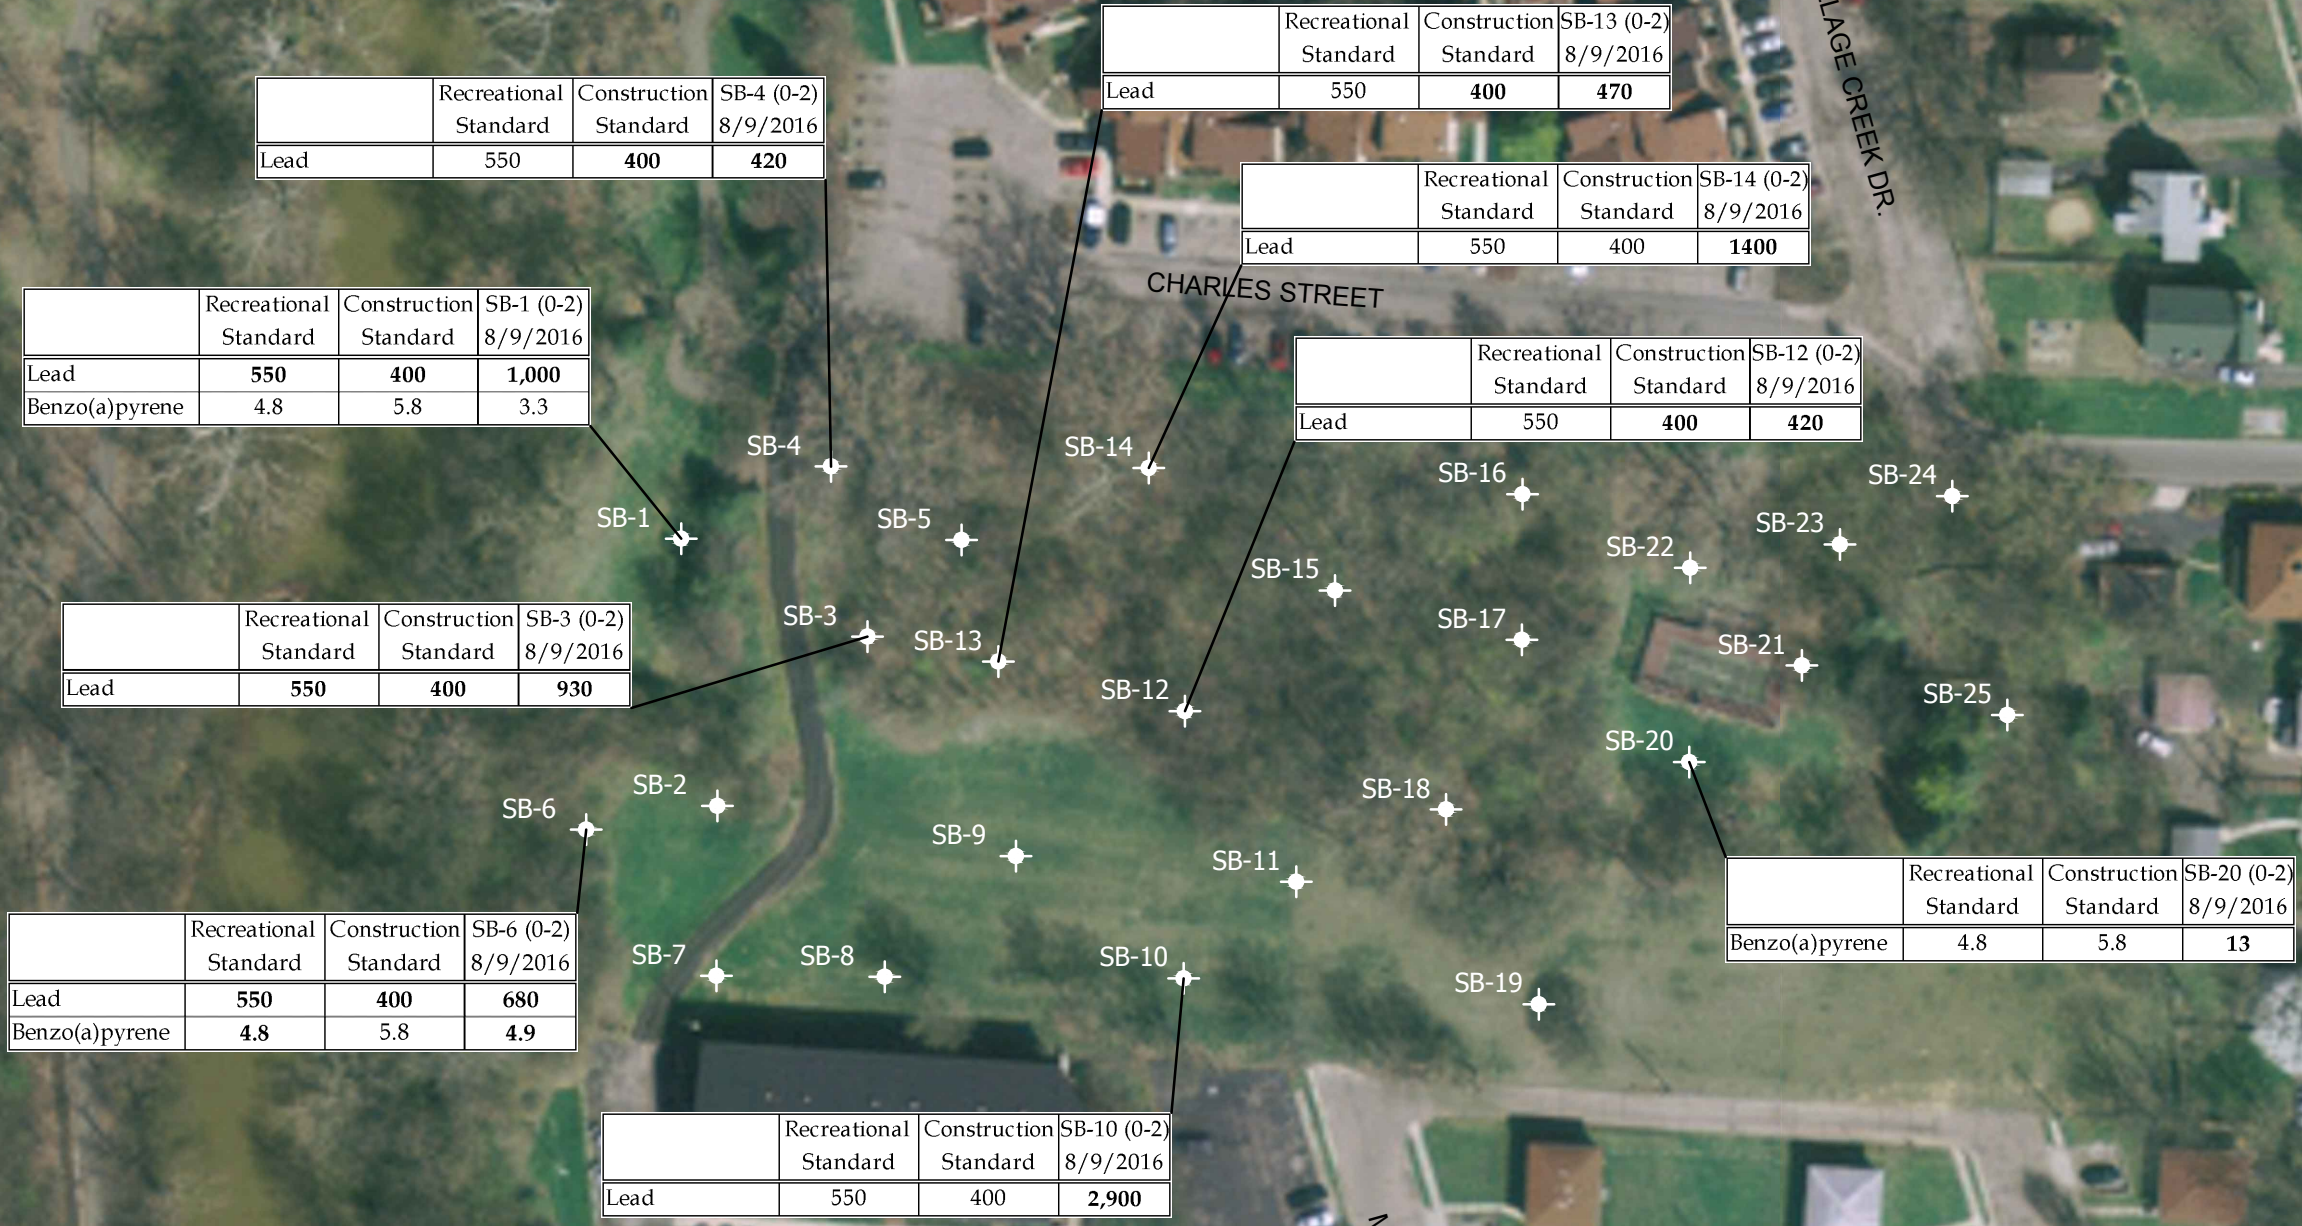 Recreational Standard Construction Standard SB-13 (0-2) 8/9/2016
Lead 550 400 470
LAGE CREEK DR.
Recreational Standard Construction Standard SB-4 (0-2) 8/9/2016
Lead 550 400 420
Recreational Standard Construction Standard SB-14 (0-2) 8/9/2016
Lead 550 400 1400
CHARLES STREET
Recreational Standard Construction Standard SB-1 (0-2) 8/9/2016
Lead 550 400 1,000
Benzo(a)pyrene 4.8 5.8 3.3
Recreational Standard Construction Standard SB-12 (0-2) 8/9/2016
Lead 550 400 420
SB-4
SB-14
SB-16
SB-24
SB-1
SB-5
SB-23
SB-22
SB-15
Recreational Standard Construction Standard SB-3 (0-2) 8/9/2016
Lead 550 400 930
SB-3
SB-13
SB-17
SB-21
SB-12
SB-25
SB-20
SB-2
SB-6
SB-18
SB-9
SB-11
Recreational Standard Construction Standard SB-20 (0-2) 8/9/2016
Benzo(a)pyrene 4.8 5.8 13
Recreational Standard Construction Standard SB-6 (0-2) 8/9/2016
Lead 550 400 680
Benzo(a)pyrene 4.8 5.8 4.9
SB-7
SB-8
SB-10
SB-19
Recreational Standard Construction Standard SB-10 (0-2) 8/9/2016
Lead 550 400 2,900